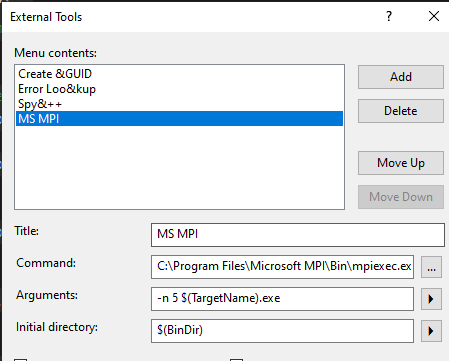 External Tools
?
Menu contents:
Create &GUID
Error Loo&kup
Spy&++
MS MPI
Add
Delete
Move Up
Move Down
Title:
MS MPI
Command:
C:\Program Files\Microsoft MPI\Bin\mpiexec.ex
...
Arguments:
-n 5 $(TargetName).exe
Initial directory:
$(BinDir)